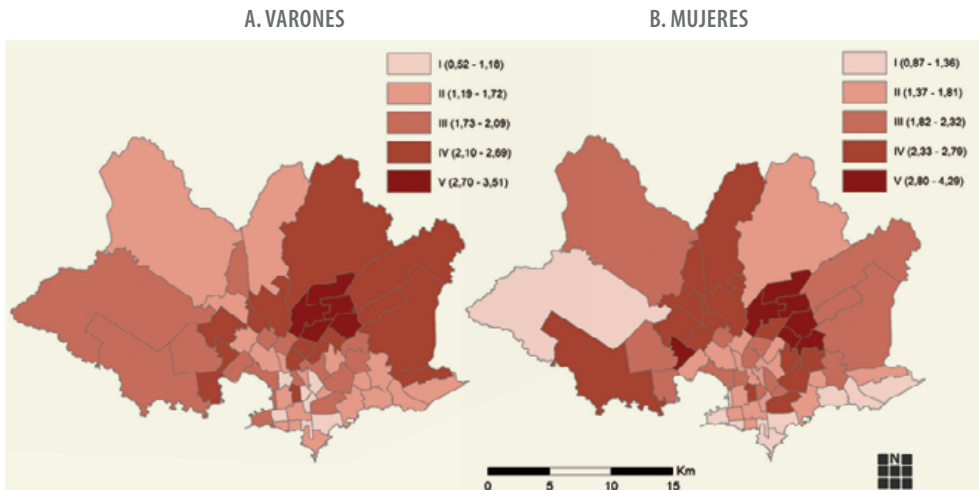 A. VARONES
I (0,52 - 1,18)
II (1,19 - 1,72)
III (1,73 - 2,09)
IV (2,10 - 2,69)
V (2,70 - 3,51)
B. MUJERES
I (0,87 - 1,36)
II (1,37 - 1,81)
III (1,82 - 2,32)
IV (2,33 - 2,79)
V (2,80 - 4,29)
Km
0 5 10 15
N